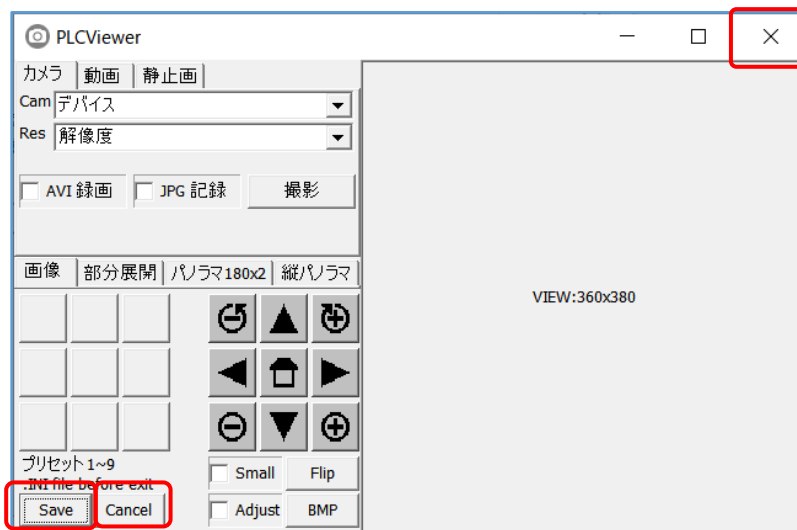 PLCViewer
カメラ 動画 静止画
Cam デバイス
Res 解像度
AVI 録画 JPG 記録 撮影
画像 部分展開 パノラマ180x2 縦パノラマ
VIEW:360x380
プリセット 1~9
.INI file before exit
Small Flip
Save Cancel Adjust BMP